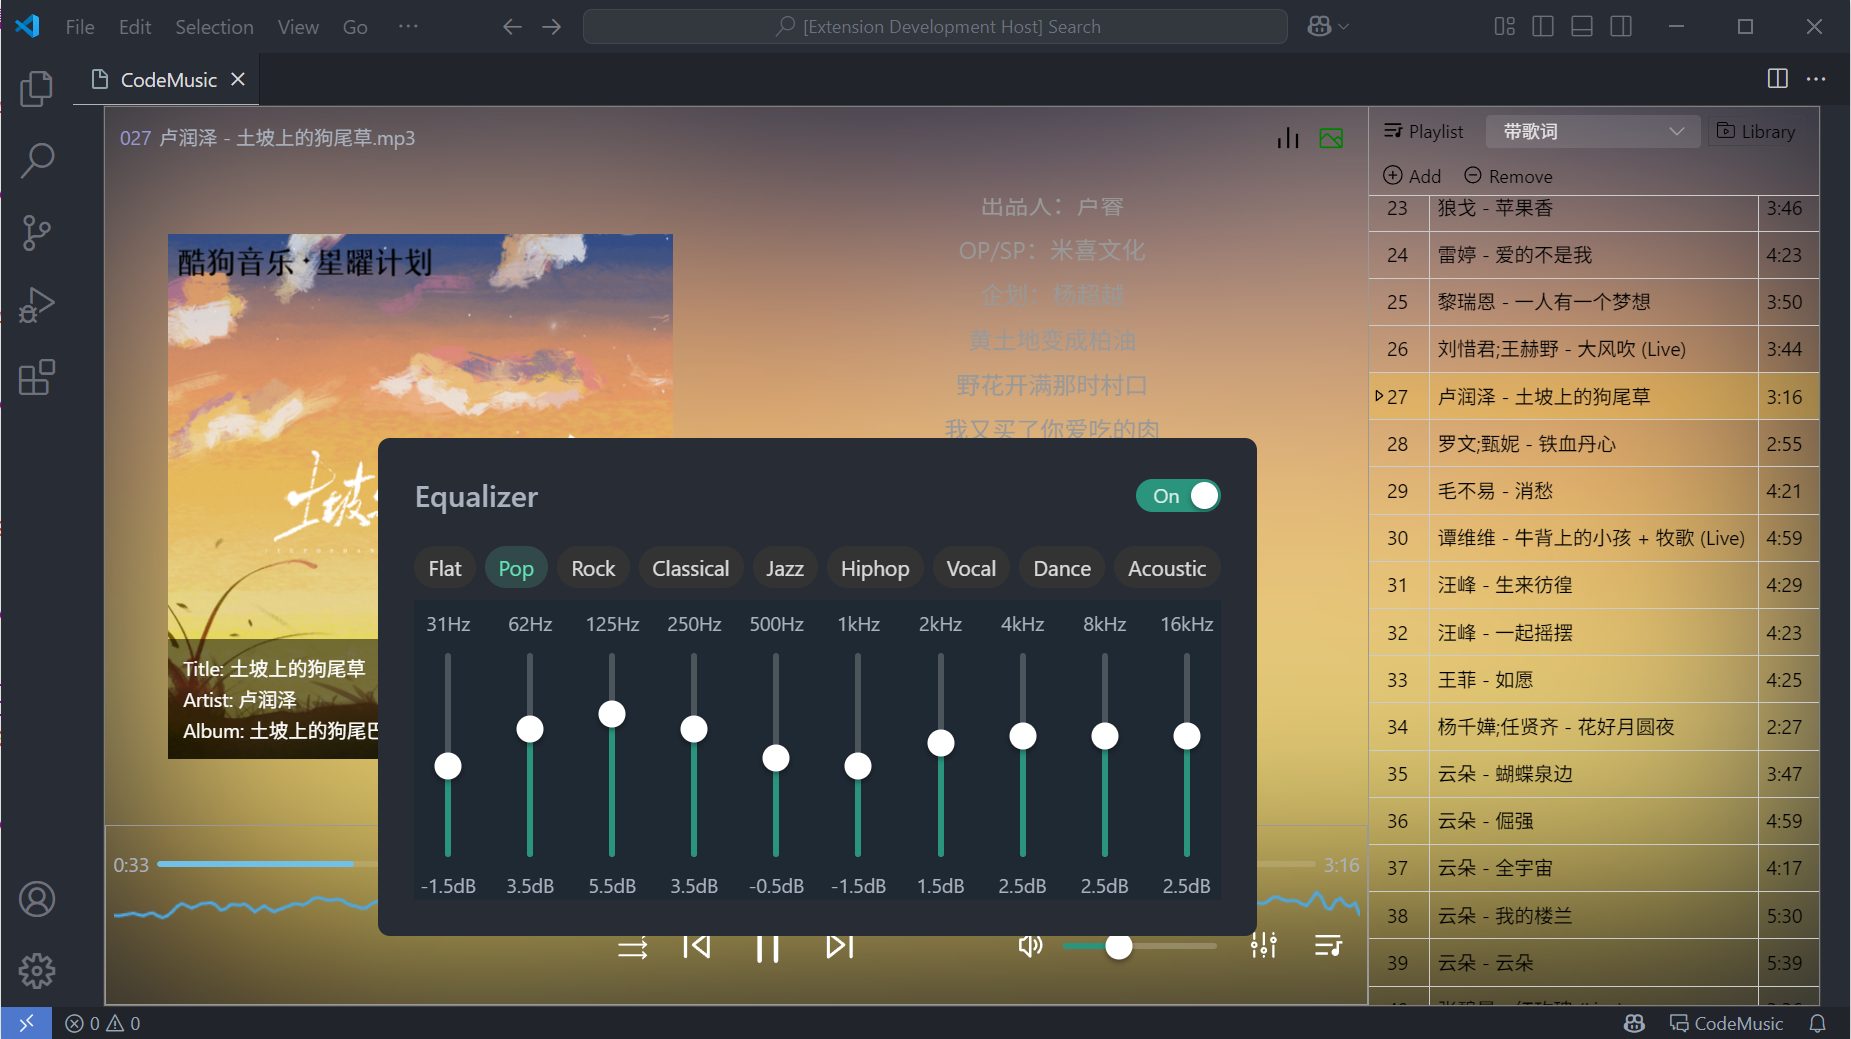 File Edit Selection View Go ···
[Extension Development Host] Search
CodeMusic
027 卢润泽 - 土坡上的狗尾草.mp3
Playlist 带歌词 Library
Add Remove
出品人：卢睿
OP/SP：米喜文化
企划：杨超越
黄土地变成柏油
野花开满那时村口
我又买了你爱吃的肉
酷狗音乐·星曜计划
Title: 土坡上的狗尾草
Artist: 卢润泽
Album: 土坡上的狗尾巴
Equalizer On
Flat Pop Rock Classical Jazz Hiphop Vocal Dance Acoustic
31Hz 62Hz 125Hz 250Hz 500Hz 1kHz 2kHz 4kHz 8kHz 16kHz
-1.5dB 3.5dB 5.5dB 3.5dB -0.5dB -1.5dB 1.5dB 2.5dB 2.5dB 2.5dB
0:33 3:16
23 狼戈 - 苹果香 3:46
24 雷婷 - 爱的不是我 4:23
25 黎瑞恩 - 一人有一个梦想 3:50
26 刘惜君;王赫野 - 大风吹 (Live) 3:44
27 卢润泽 - 土坡上的狗尾草 3:16
28 罗文;甄妮 - 铁血丹心 2:55
29 毛不易 - 消愁 4:21
30 谭维维 - 牛背上的小孩 + 牧歌 (Live) 4:59
31 汪峰 - 生来彷徨 4:29
32 汪峰 - 一起摇摆 4:23
33 王菲 - 如愿 4:25
34 杨千嬅;任贤齐 - 花好月圆夜 2:27
35 云朵 - 蝴蝶泉边 3:47
36 云朵 - 倔强 4:59
37 云朵 - 全宇宙 4:17
38 云朵 - 我的楼兰 5:30
39 云朵 - 云朵 5:39
0 0
CodeMusic